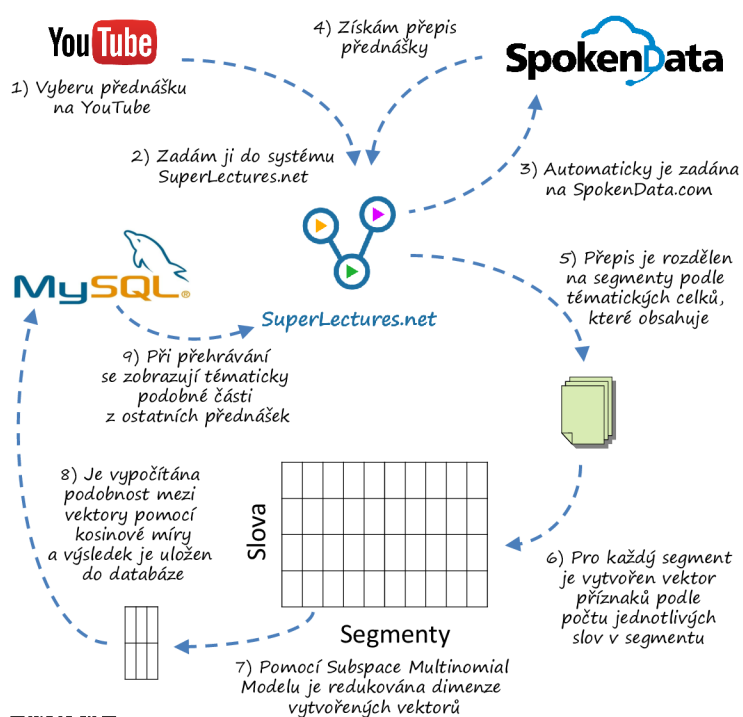 YouTube
1) Vyberu přednášku
na YouTube
4) Získám přepis
přednášky
SpokenData
2) Zadám ji do systému
SuperLectures.net
3) Automaticky je zadána
na SpokenData.com
MySQL®
SuperLectures.net
5) Přepis je rozdělen
na segmenty podle
tématických celků,
které obsahuje
9) Při přehrávání
se zobrazují tématicky
podobné části
z ostatních přednášek
8) Je vypočítána
podobnost mezi
vektory pomocí
kosinové míry
a výsledek je uložen
do databáze
Slova
Segmenty
6) Pro každý segment
je vytvořen vektor
příznaků podle
počtu jednotlivých
slov v segmentu
7) Pomocí Subspace Multinomial
Modelu je redukována dimenze
vytvořených vektorů